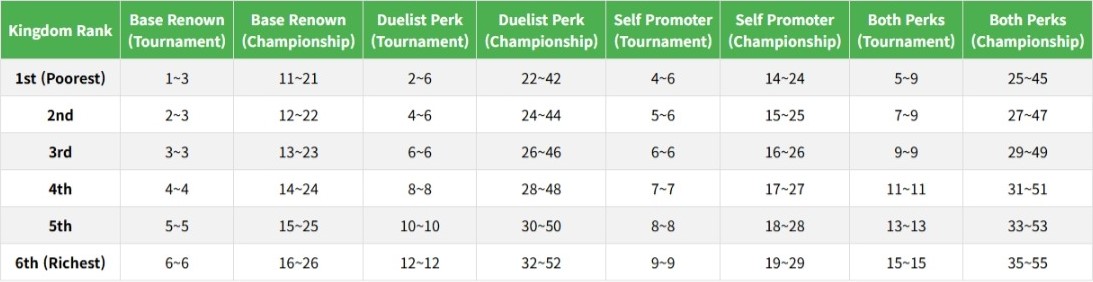 Kingdom Rank Base Renown (Tournament) Base Renown (Championship) Duelist Perk (Tournament) Duelist Perk (Championship) Self Promoter (Tournament) Self Promoter (Championship) Both Perks (Tournament) Both Perks (Championship)
1st (Poorest) 1~3 11~21 2~6 22~42 4~6 14~24 5~9 25~45
2nd 2~3 12~22 4~6 24~44 5~6 15~25 7~9 27~47
3rd 3~3 13~23 6~6 26~46 6~6 16~26 9~9 29~49
4th 4~4 14~24 8~8 28~48 7~7 17~27 11~11 31~51
5th 5~5 15~25 10~10 30~50 8~8 18~28 13~13 33~53
6th (Richest) 6~6 16~26 12~12 32~52 9~9 19~29 15~15 35~55